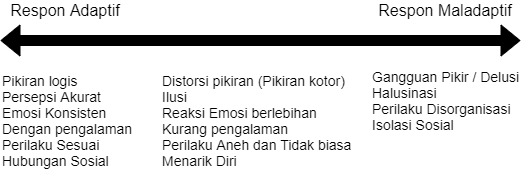 Respon Adaptif
Respon Maladaptif
Pikiran logis
Persepsi Akurat
Emosi Konsisten
Dengan pengalaman
Perilaku Sesuai
Hubungan Sosial
Distorsi pikiran (Pikiran kotor)
Ilusi
Reaksi Emosi berlebihan
Kurang pengalaman
Perilaku Aneh dan Tidak biasa
Menarik Diri
Gangguan Pikir / Delusi
Halusinasi
Perilaku Disorganisasi
Isolasi Sosial